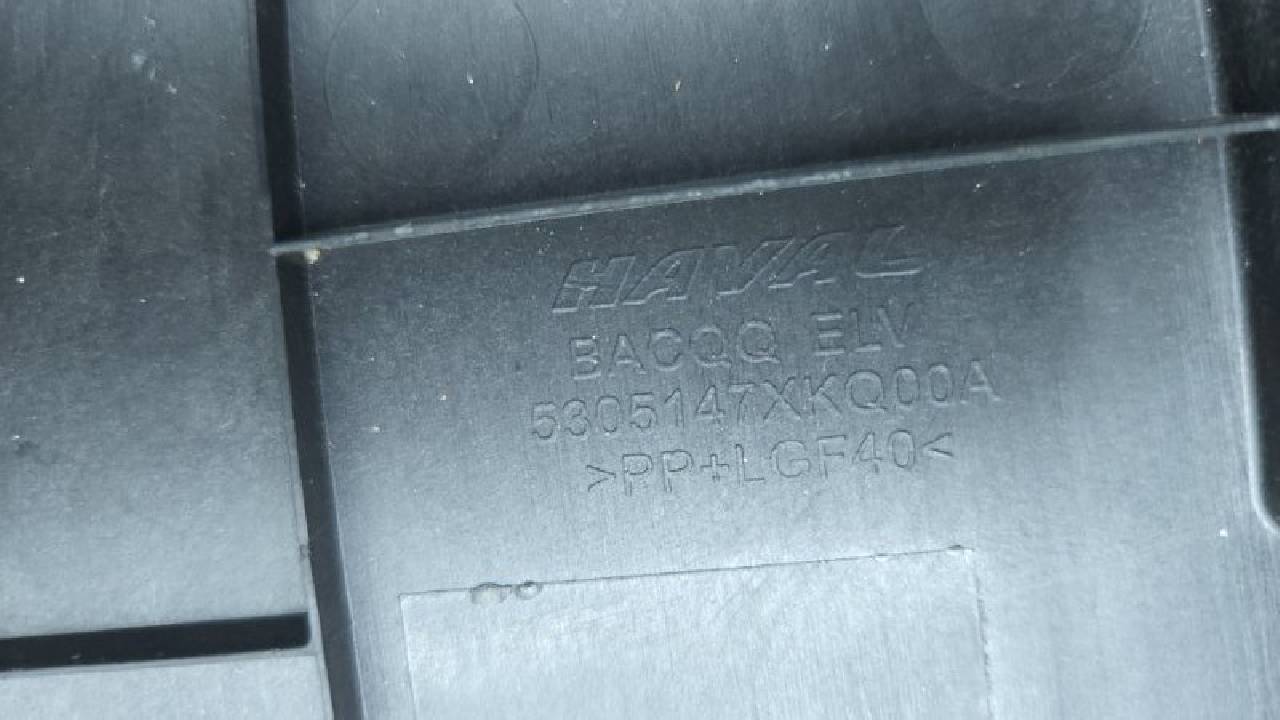 HAVAL
BACQQ ELV
5305147XKQ00A
>PP+LGF40<